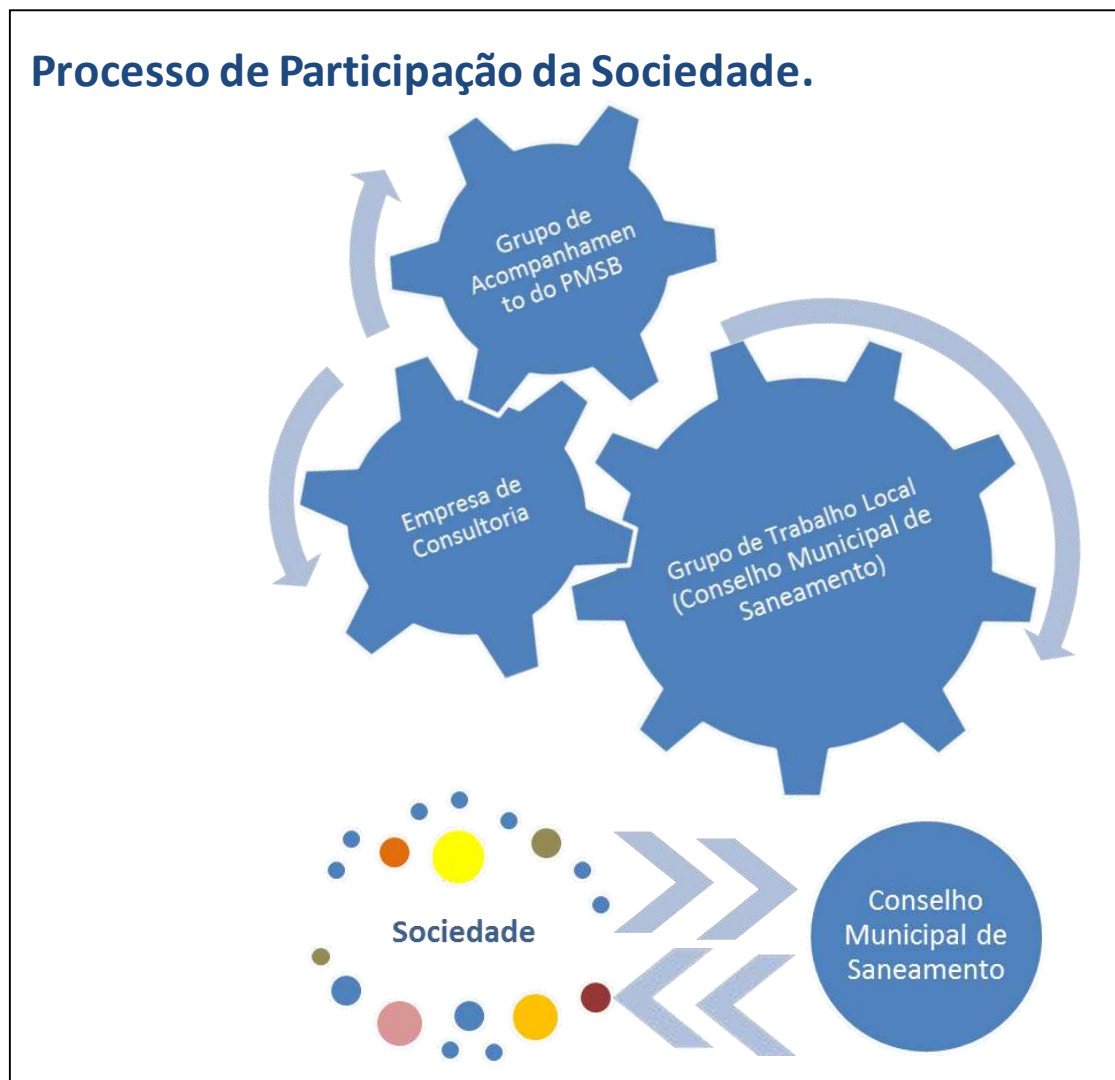 Processo de Participação da Sociedade.
Grupo de
Acompanhamen
to do PMSB
Empresa de
Consultoria
Grupo de Trabalho Local
(Conselho Municipal de
Saneamento)
Sociedade
Conselho
Municipal de
Saneamento